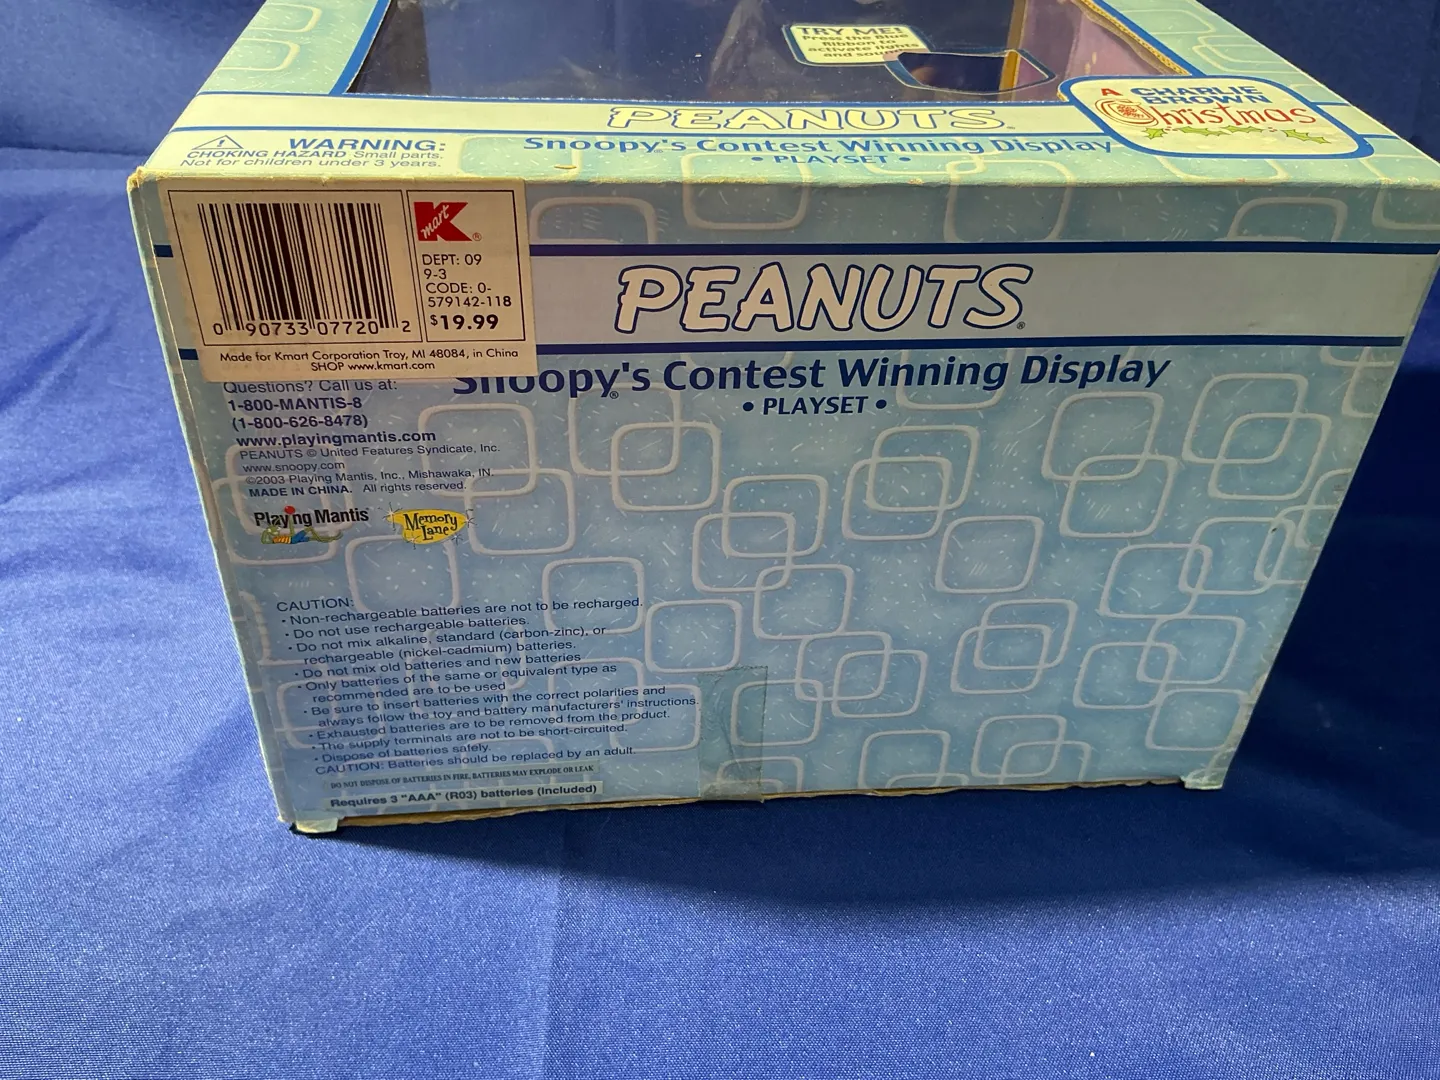 TRY ME!
Press the Blue
Ribbon to
activate lights
and sounds
PEANUTS®
Snoopy's Contest Winning Display
• PLAYSET •
A CHARLIE
BROWN
Christmas
WARNING:
CHOKING HAZARD Small parts.
Not for children under 3 years.
0 90733 07720 2
Kmart®
DEPT: 09
9-3
CODE: 0-
579142-118
$19.99
Made for Kmart Corporation Troy, MI 48084, in China
SHOP www.kmart.com
PEANUTS®
Snoopy's® Contest Winning Display
• PLAYSET •
Questions? Call us at:
1-800-MANTIS-8
(1-800-626-8478)
www.playingmantis.com
PEANUTS © United Features Syndicate, Inc.
www.snoopy.com
©2003 Playing Mantis, Inc., Mishawaka, IN.
MADE IN CHINA. All rights reserved.
Playing Mantis
Memory
Lane
CAUTION:
• Non-rechargeable batteries are not to be recharged.
• Do not use rechargeable batteries.
• Do not mix alkaline, standard (carbon-zinc), or
rechargeable (nickel-cadmium) batteries.
• Do not mix old batteries and new batteries
• Only batteries of the same or equivalent type as
recommended are to be used
• Be sure to insert batteries with the correct polarities and
always follow the toy and battery manufacturers' instructions.
• Exhausted batteries are to be removed from the product.
• The supply terminals are not to be short-circuited.
• Dispose of batteries safely.
CAUTION: Batteries should be replaced by an adult.
DO NOT DISPOSE OF BATTERIES IN FIRE, BATTERIES MAY EXPLODE OR LEAK
Requires 3 "AAA" (R03) batteries (included)